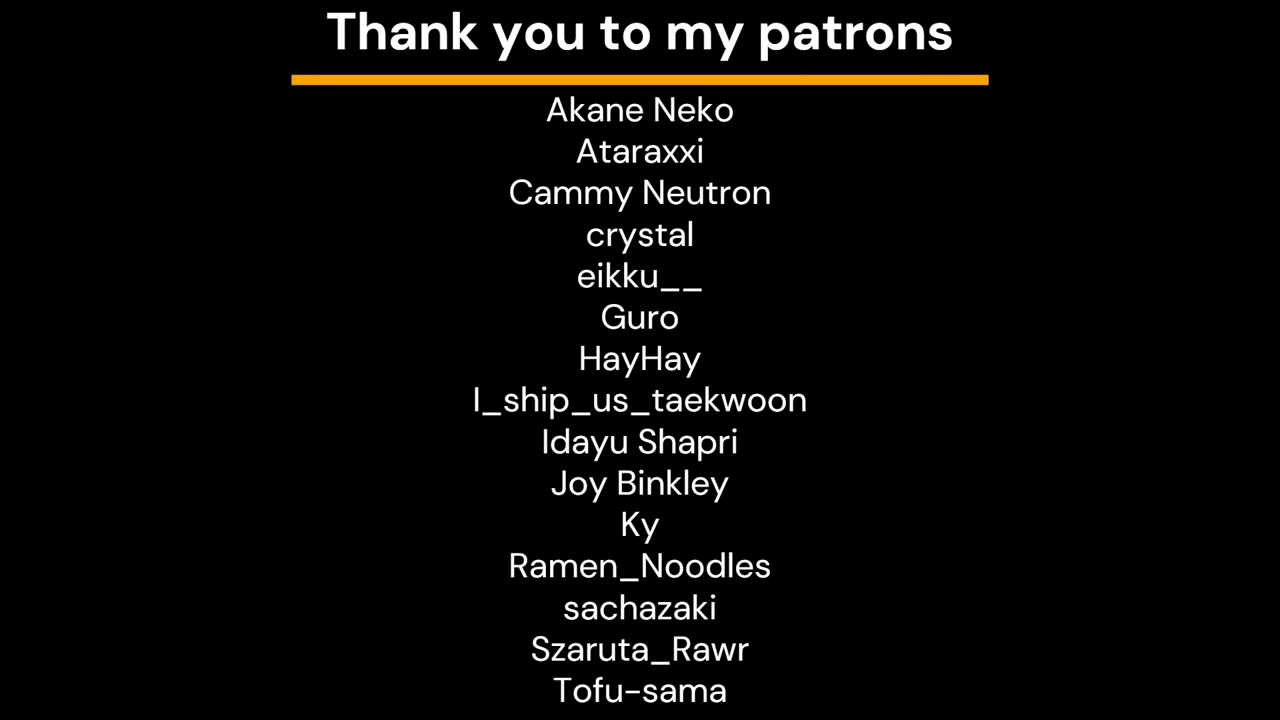 Thank you to my patrons
Akane Neko
Ataraxxi
Cammy Neutron
crystal
eikku__
Guro
HayHay
I_ship_us_taekwoon
Idayu Shapri
Joy Binkley
Ky
Ramen_Noodles
sachazaki
Szaruta_Rawr
Tofu-sama